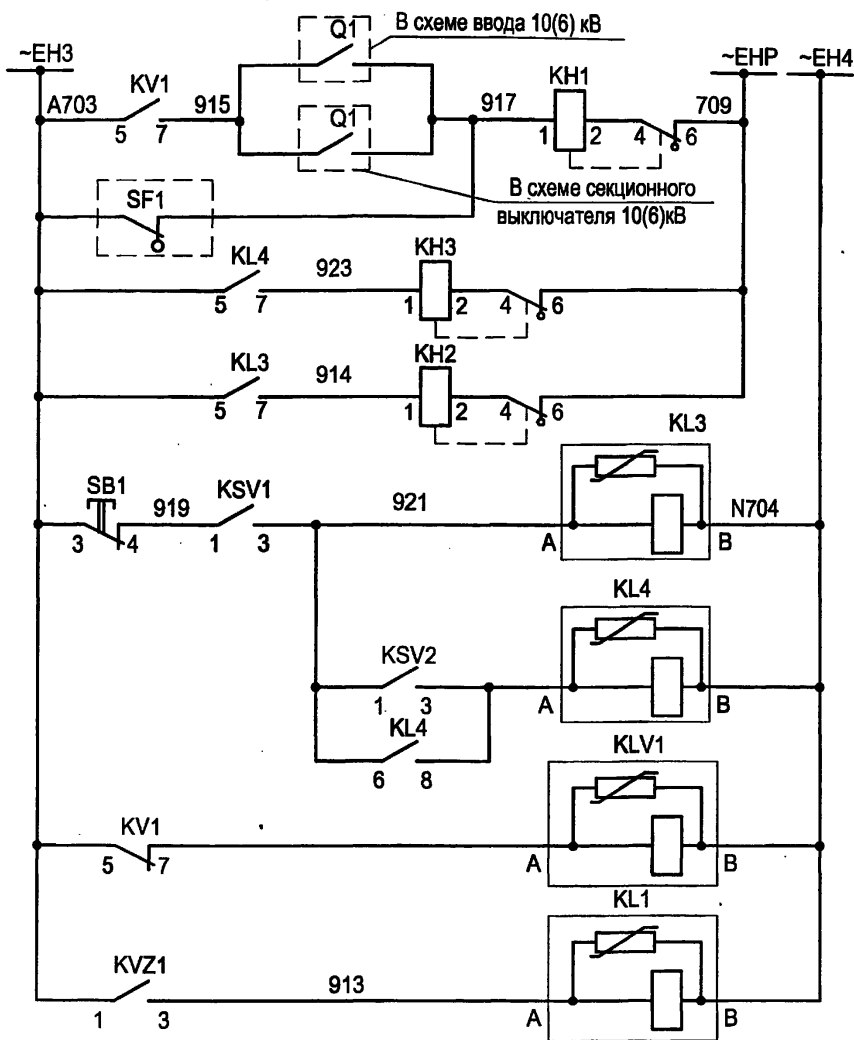 Q1
В схеме ввода 10(6) кВ
~EH3
~EHP
~EH4
A703
KV1
915
917
KH1
709
5
7
1
2
4
6
Q1
В схеме секционного
выключателя 10(6)кВ
SF1
KL4
923
KH3
5
7
1
2
4
6
KL3
914
KH2
5
7
1
2
4
6
KL3
SB1
919
KSV1
921
N704
3
4
1
3
A
B
KL4
KSV2
1
3
A
B
KL4
6
8
KLV1
KV1
5
7
A
B
KL1
KVZ1
913
1
3
A
B